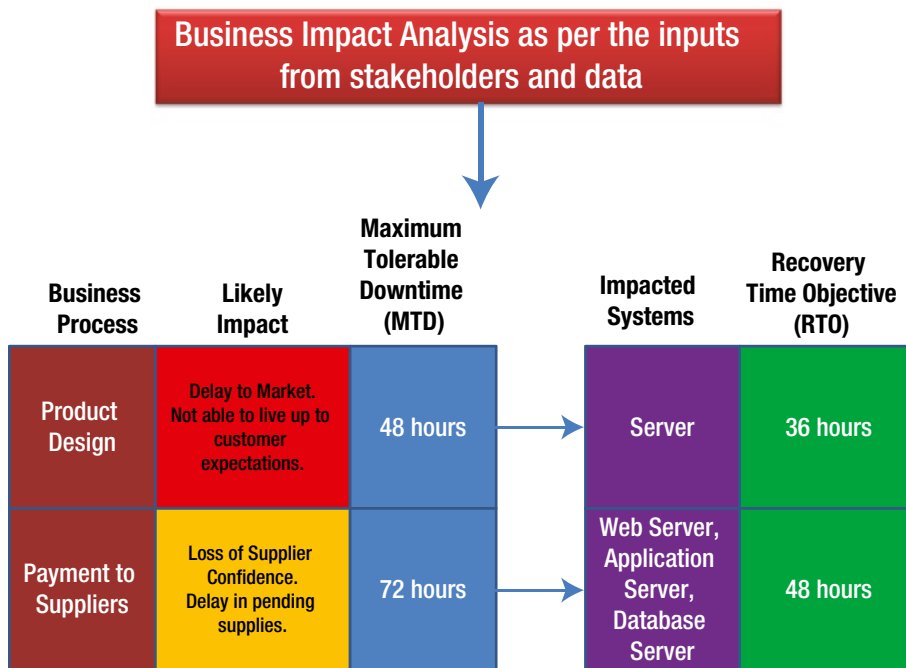 Business Impact Analysis as per the inputs
from stakeholders and data
Business
Process
Likely
Impact
Maximum
Tolerable
Downtime
(MTD)
Impacted
Systems
Recovery
Time Objective
(RTO)
Product
Design
Delay to Market.
Not able to live up to
customer
expectations.
48 hours
Server
36 hours
Payment to
Suppliers
Loss of Supplier
Confidence.
Delay in pending
supplies.
72 hours
Web Server,
Application
Server,
Database
Server
48 hours